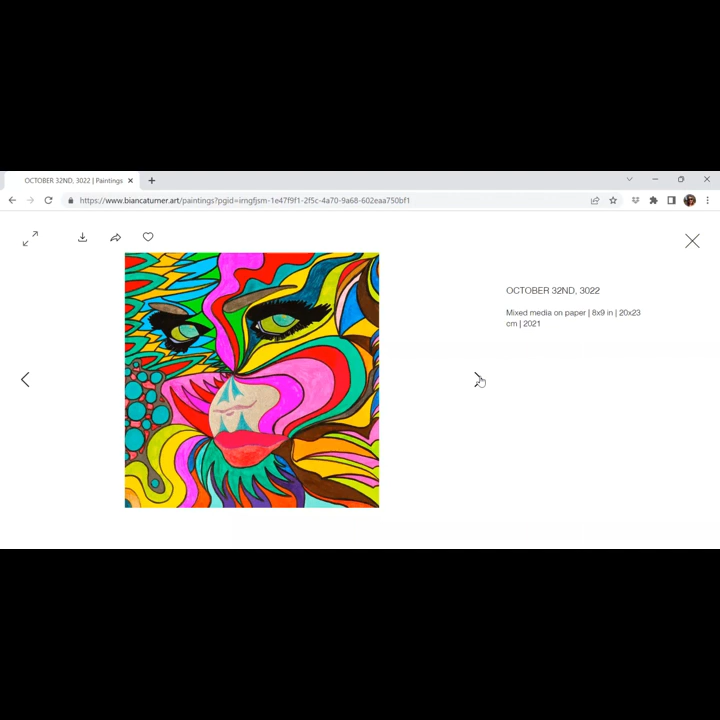 OCTOBER 32ND, 3022 | Paintings
https://www.biancaturner.art/paintings?pgid=imgfjsm-1e47f9f1-2f5c-4a70-9a68-602eaa750bf1
OCTOBER 32ND, 3022
Mixed media on paper | 8x9 in | 20x23
cm | 2021